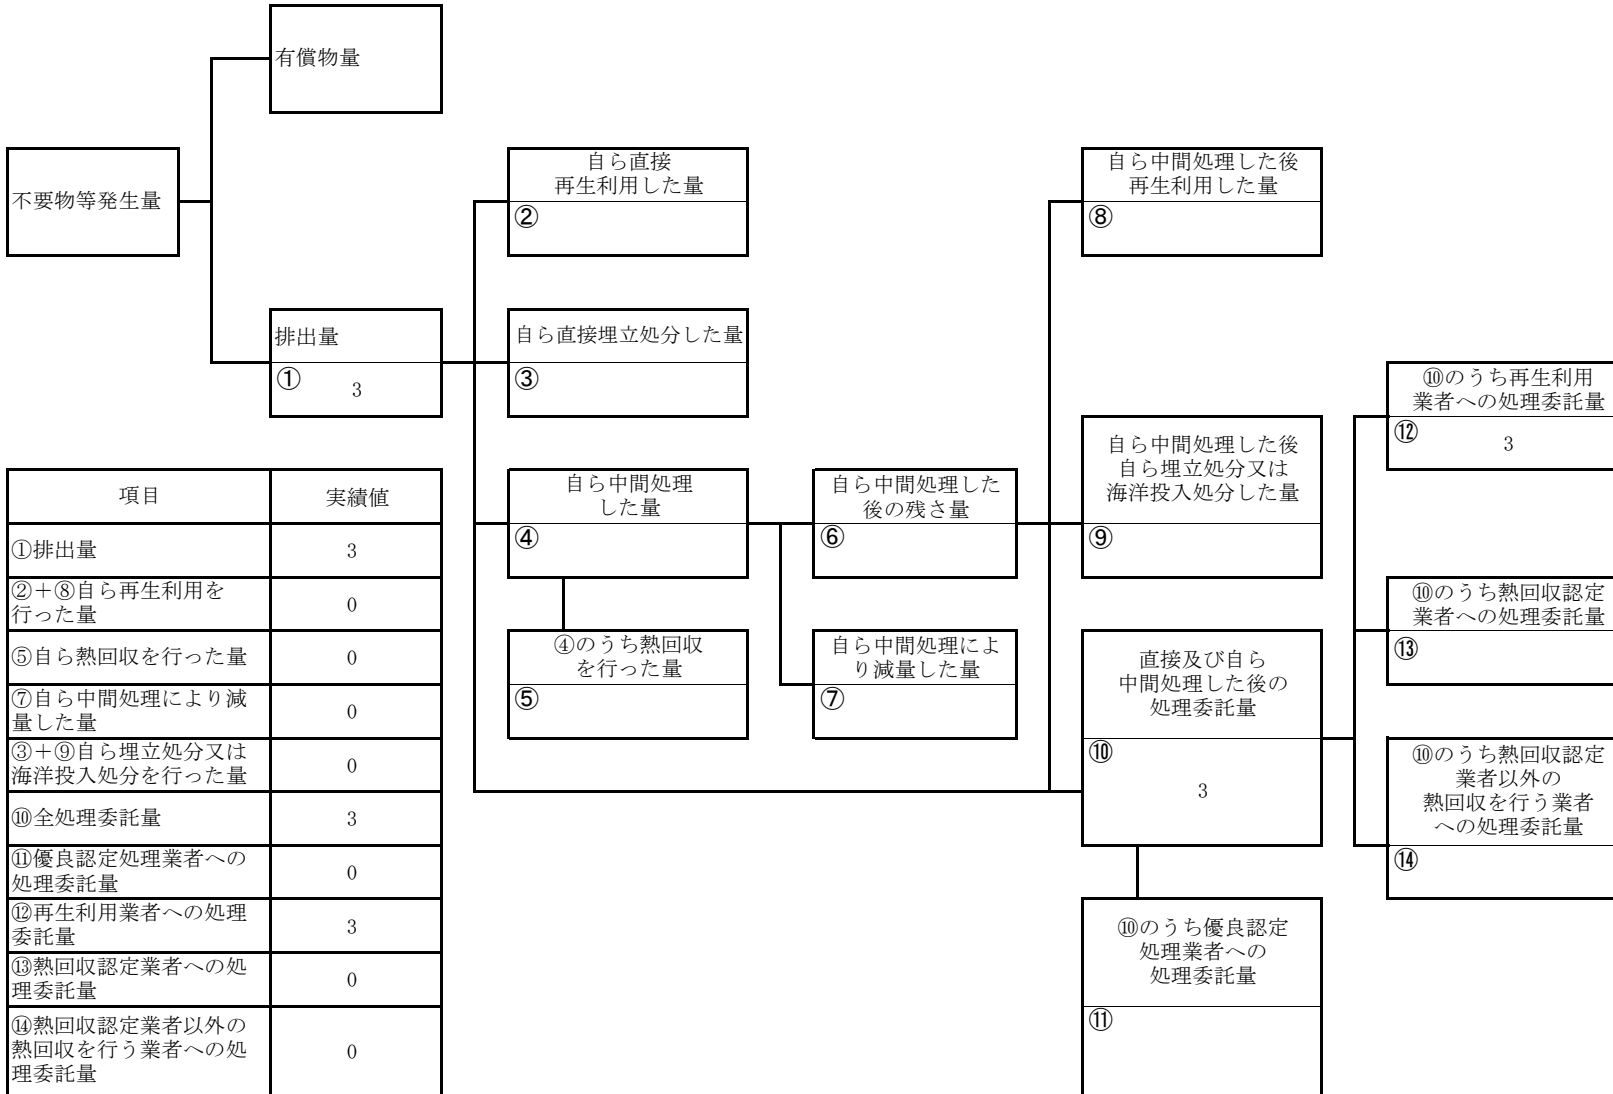 有償物量
不要物等発生量
自ら直接
再生利用した量
②
自ら中間処理した後
再生利用した量
⑧
排出量
① 3
自ら直接埋立処分した量
③
⑩のうち再生利用
業者への処理委託量
⑫ 3
自ら中間処理
した量
④
自ら中間処理した
後の残さ量
⑥
自ら中間処理した後
自ら埋立処分又は
海洋投入処分した量
⑨
④のうち熱回収
を行った量
⑤
自ら中間処理によ
り減量した量
⑦
直接及び自ら
中間処理した後の
処理委託量
⑩
3
⑩のうち熱回収認定
業者への処理委託量
⑬
⑩のうち熱回収認定
業者以外の
熱回収を行う業者
への処理委託量
⑭
⑩のうち優良認定
処理業者への
処理委託量
⑪
項目 実績値
①排出量 3
②+⑧自ら再生利用を
行った量 0
⑤自ら熱回収を行った量 0
⑦自ら中間処理により減
量した量 0
③+⑨自ら埋立処分又は
海洋投入処分を行った量 0
⑩全処理委託量 3
⑪優良認定処理業者への
処理委託量 0
⑫再生利用業者への処理
委託量 3
⑬熱回収認定業者への処
理委託量 0
⑭熱回収認定業者以外の
熱回収を行う業者への処 0
理委託量